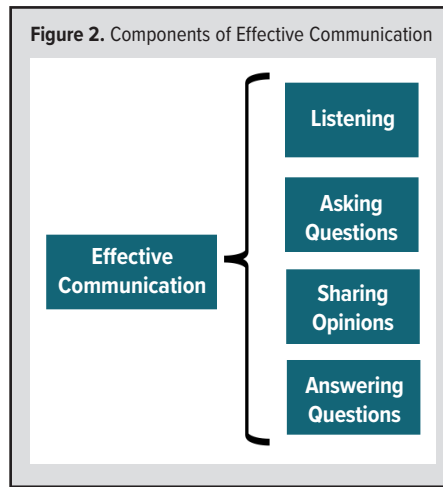 Figure 2. Components of Effective Communication
Listening
Asking
Questions
Effective
Communication
Sharing
Opinions
Answering
Questions